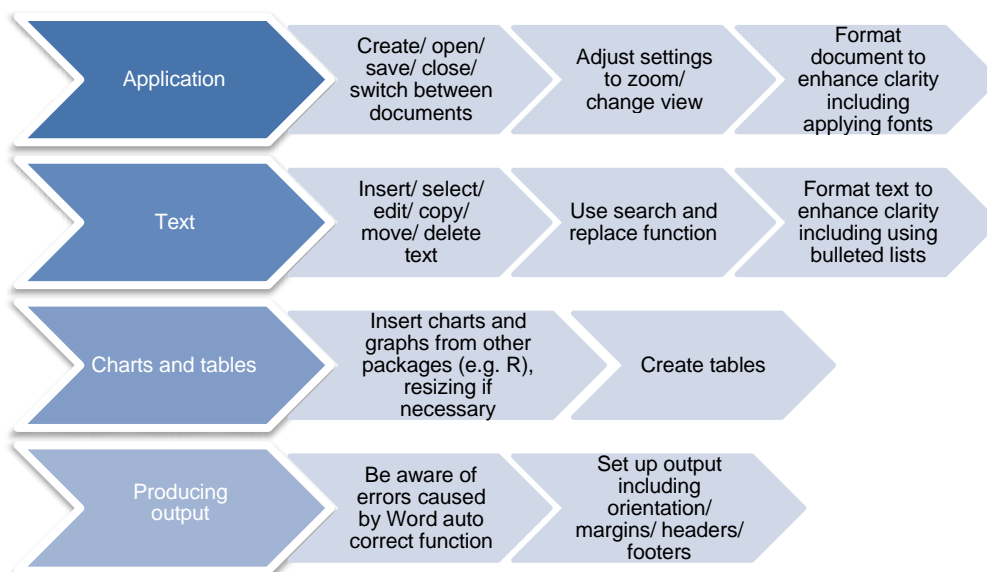 Application
Create/ open/
save/ close/
switch between
documents
Adjust settings
to zoom/
change view
Format
document to
enhance clarity
including
applying fonts
Text
Insert/ select/
edit/ copy/
move/ delete
text
Use search and
replace function
Format text to
enhance clarity
including using
bulleted lists
Charts and tables
Insert charts and
graphs from other
packages (e.g. R),
resizing if
necessary
Create tables
Producing
output
Be aware of
errors caused
by Word auto
correct function
Set up output
including
orientation/
margins/ headers/
footers